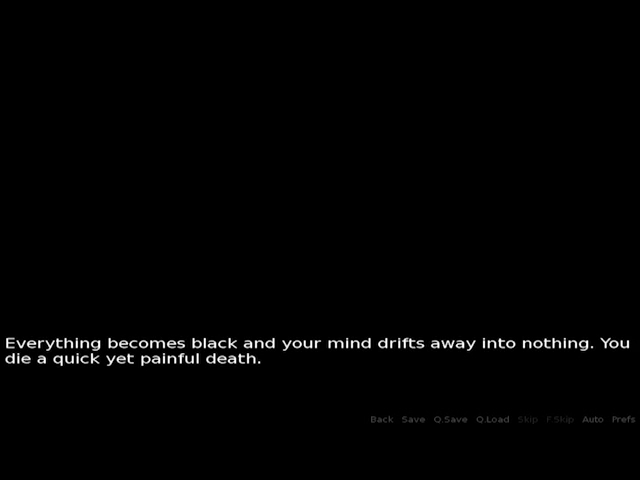 Everything becomes black and your mind drifts away into nothing. You
die a quick yet painful death.
Back Save Q.Save Q.Load Skip F.Skip Auto Prefs